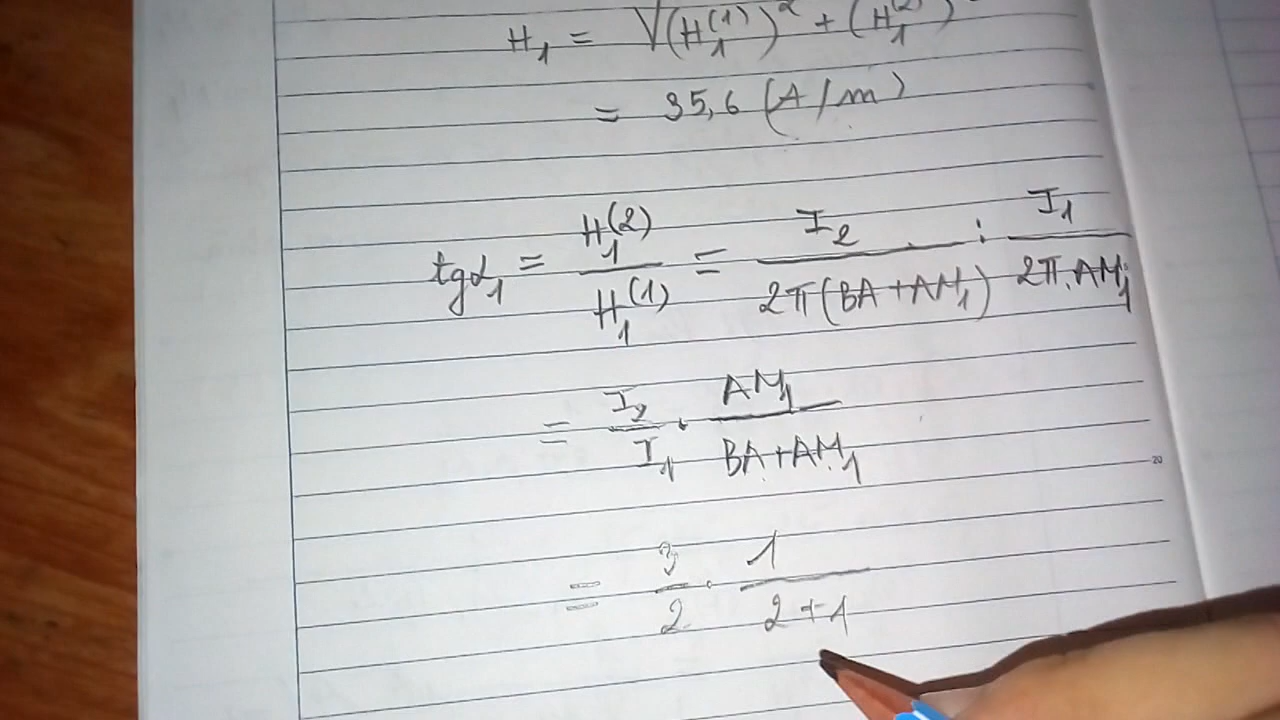 H₁ = √(H₁⁽¹⁾)² + (H₁⁽²⁾)
= 35,6 (A/m)
tgα₁ = H₁⁽²⁾ / H₁⁽¹⁾ = I₂ / 2π(BA+AM₁) : I₁ / 2π.AM₁
= I₂ / I₁ . AM₁ / BA+AM₁
= 3 / 2 . 1 / 2+1
20